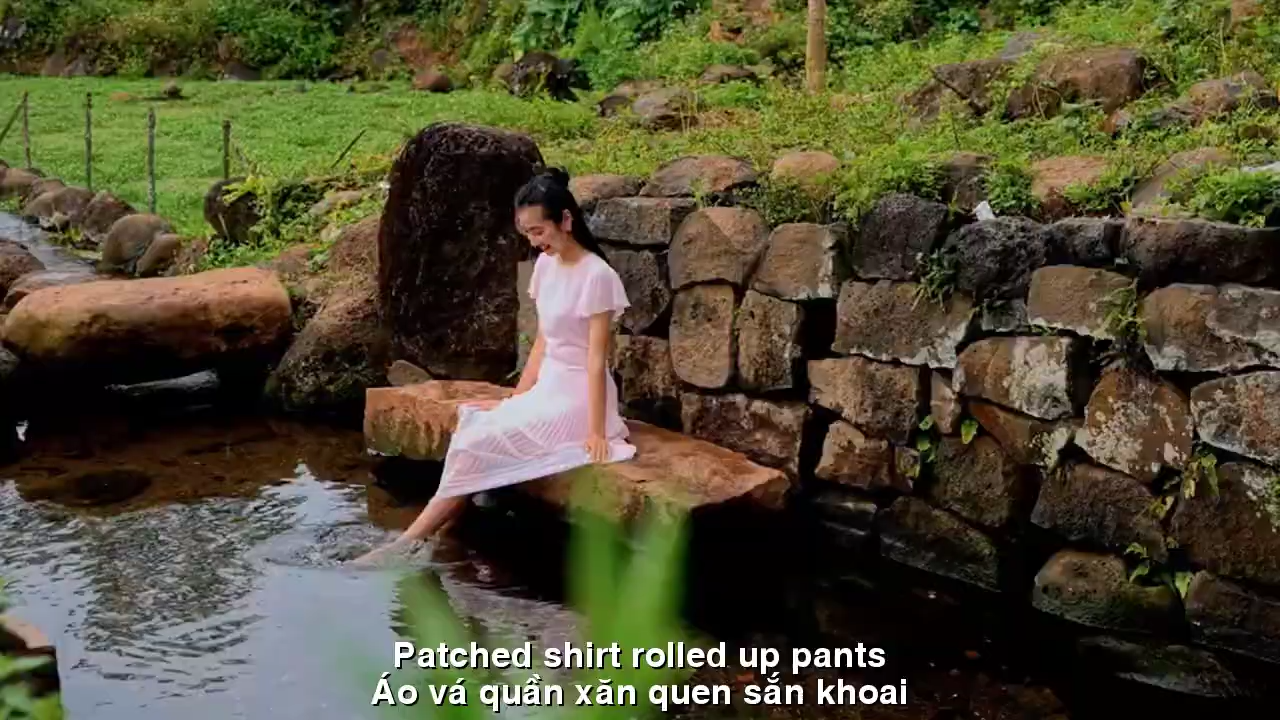 Patched shirt rolled up pants
Áo vá quần xăn quen sắn khoai